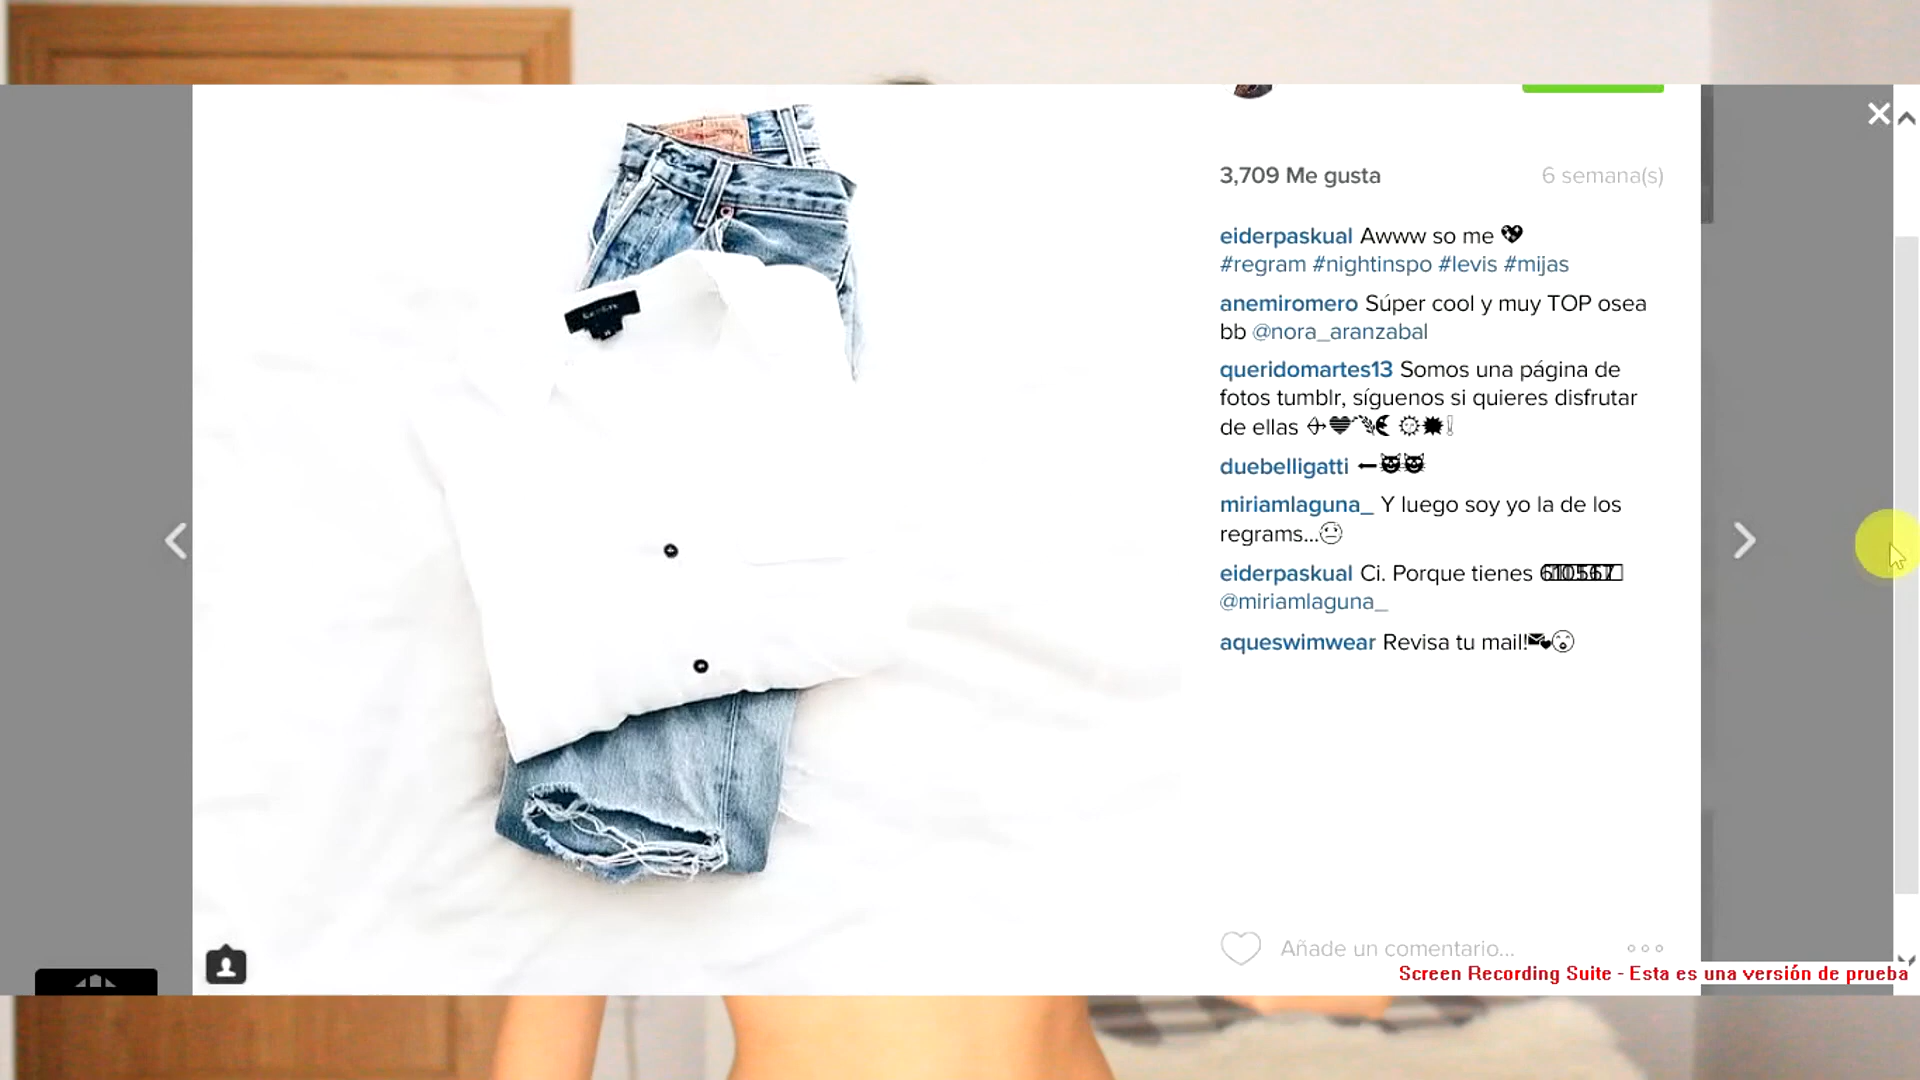 3,709 Me gusta 6 semana(s)
eiderpaskual Awww so me
#regram #nightinspo #levis #mijas
anemiromero Súper cool y muy TOP osea
bb @nora_aranzabal
queridomartes13 Somos una página de
fotos tumblr, síguenos si quieres disfrutar
de ellas
duebelligatti
miriamlaguna_ Y luego soy yo la de los
regrams...
eiderpaskual Ci. Porque tienes
@miriamlaguna_
aqueswimwear Revisa tu mail!
Añade un comentario...
Screen Recording Suite - Esta es una versión de prueba